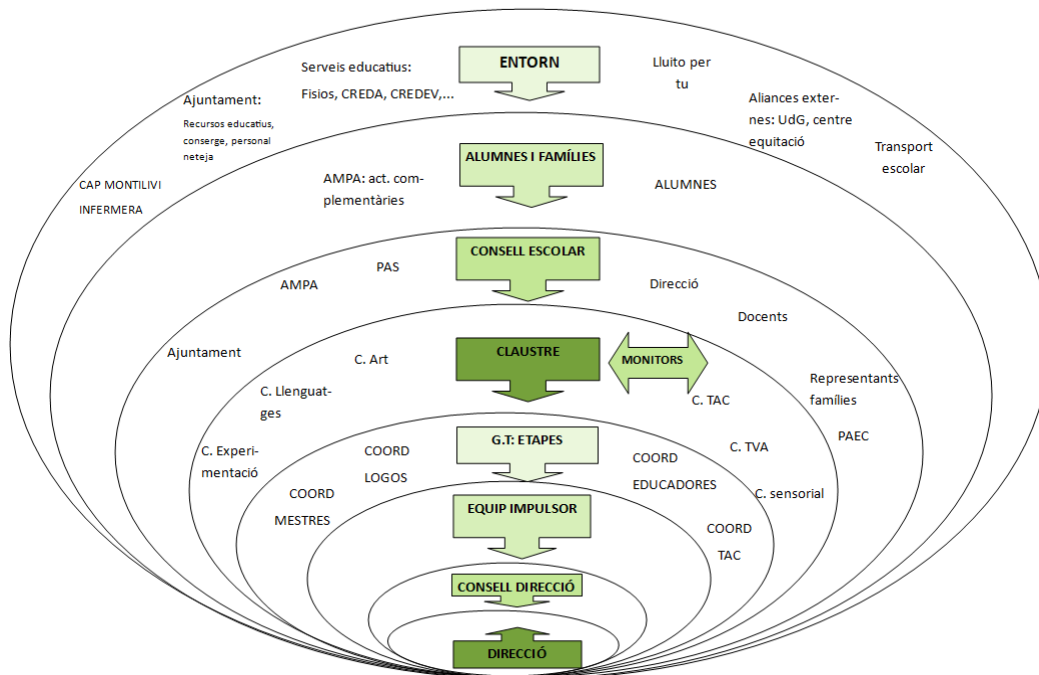 ENTORN
Serveis educatius:
Fisios, CREDA, CREDEV,...
Lluito per
tu
Ajuntament:
Recursos educatius,
conserge, personal
neteja
Aliances exter-
nes: UdG, centre
equitació
Transport
escolar
CAP MONTILIVI
INFERMERA
ALUMNES I FAMÍLIES
AMPA: act. com-
plementàries
ALUMNES
CONSELL ESCOLAR
PAS
AMPA
Direcció
Docents
Ajuntament
Representants
famílies
PAEC
CLAUSTRE
MONITORS
C. Art
C. Llenguat-
ges
C. Experi-
mentació
C. TAC
C. TVA
C. sensorial
G.T: ETAPES
COORD
LOGOS
COORD
MESTRES
COORD
EDUCADORES
COORD
TAC
EQUIP IMPULSOR
CONSELL DIRECCIÓ
DIRECCIÓ